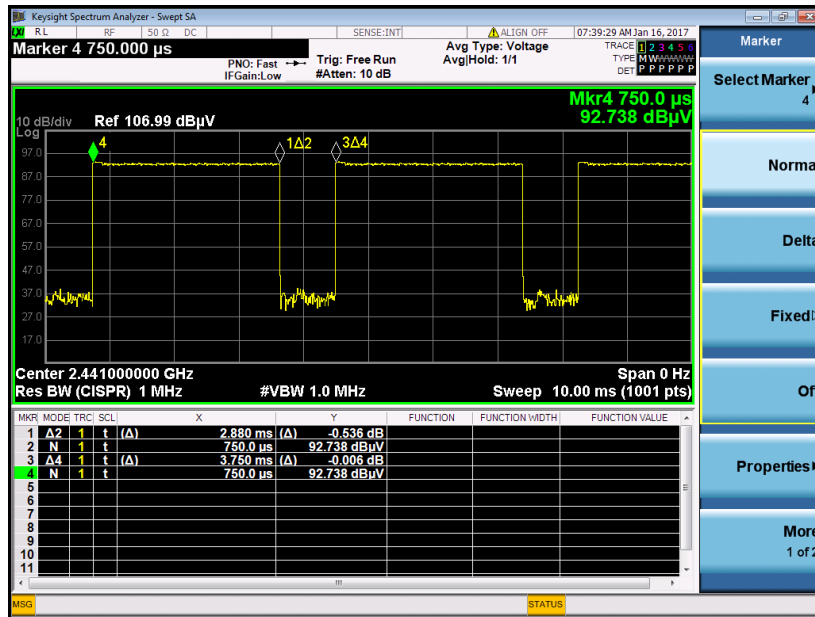 Keysight Spectrum Analyzer - Swept SA
RL RF 50 Ω DC SENSE:INT ALIGN OFF 07:39:29 AM Jan 16, 2017
Marker 4 750.000 µs
PNO: Fast
IFGain:Low
Trig: Free Run
#Atten: 10 dB
Avg Type: Voltage
Avg|Hold: 1/1
TRACE 1 2 3 4 5 6
TYPE MWWWWW
DET P P P P P P
Mkr4 750.0 µs
92.738 dBµV
10 dB/div Ref 106.99 dBµV
Log
4
1Δ2
3Δ4
97.0
87.0
77.0
67.0
57.0
47.0
37.0
27.0
17.0
Center 2.441000000 GHz Span 0 Hz
Res BW (CISPR) 1 MHz #VBW 1.0 MHz Sweep 10.00 ms (1001 pts)
MKR MODE TRC SCL X Y FUNCTION FUNCTION WIDTH FUNCTION VALUE
1 Δ2 1 t (Δ) 2.880 ms (Δ) -0.536 dB
2 N 1 t 750.0 µs 92.738 dBµV
3 Δ4 1 t (Δ) 3.750 ms (Δ) -0.006 dB
4 N 1 t 750.0 µs 92.738 dBµV
5
6
7
8
9
10
11
MSG STATUS
Marker
Select Marker
4
Norma
Delta
Fixed
Of
Properties
More
1 of 2